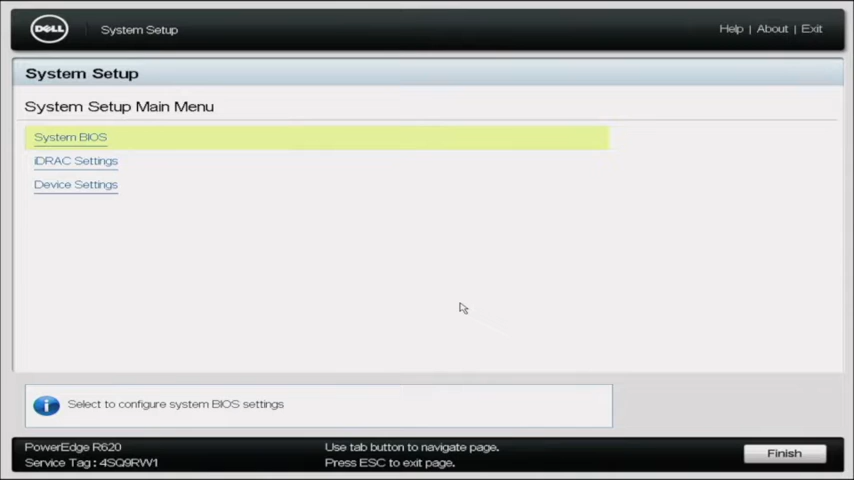 DELL
System Setup
Help | About | Exit
System Setup
System Setup Main Menu
System BIOS
iDRAC Settings
Device Settings
Select to configure system BIOS settings
PowerEdge R620
Service Tag : 4SQ9RW1
Use tab button to navigate page.
Press ESC to exit page.
Finish